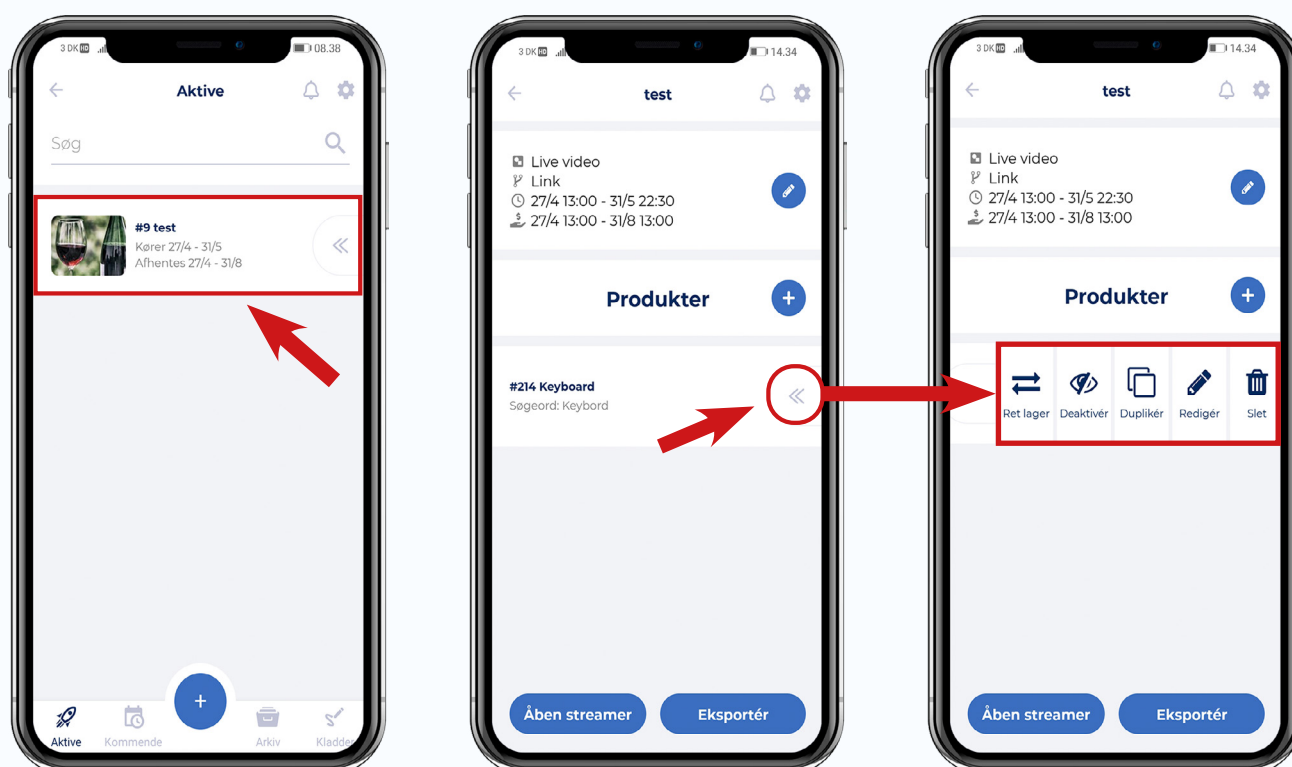 3 DK HD 08.38
Aktive
Søg
#9 test
Kører 27/4 - 31/5
Afhentes 27/4 - 31/8
+
Aktive Kommende Arkiv Kladder
3 DK HD 14.34
test
Live video
Link
27/4 13:00 - 31/5 22:30
27/4 13:00 - 31/8 13:00
Produkter +
#214 Keyboard
Søgeord: Keybord
Åben streamer Eksportér
3 DK HD 14.34
test
Live video
Link
27/4 13:00 - 31/5 22:30
27/4 13:00 - 31/8 13:00
Produkter +
Ret lager Deaktivér Duplikér Redigér Slet
Åben streamer Eksportér